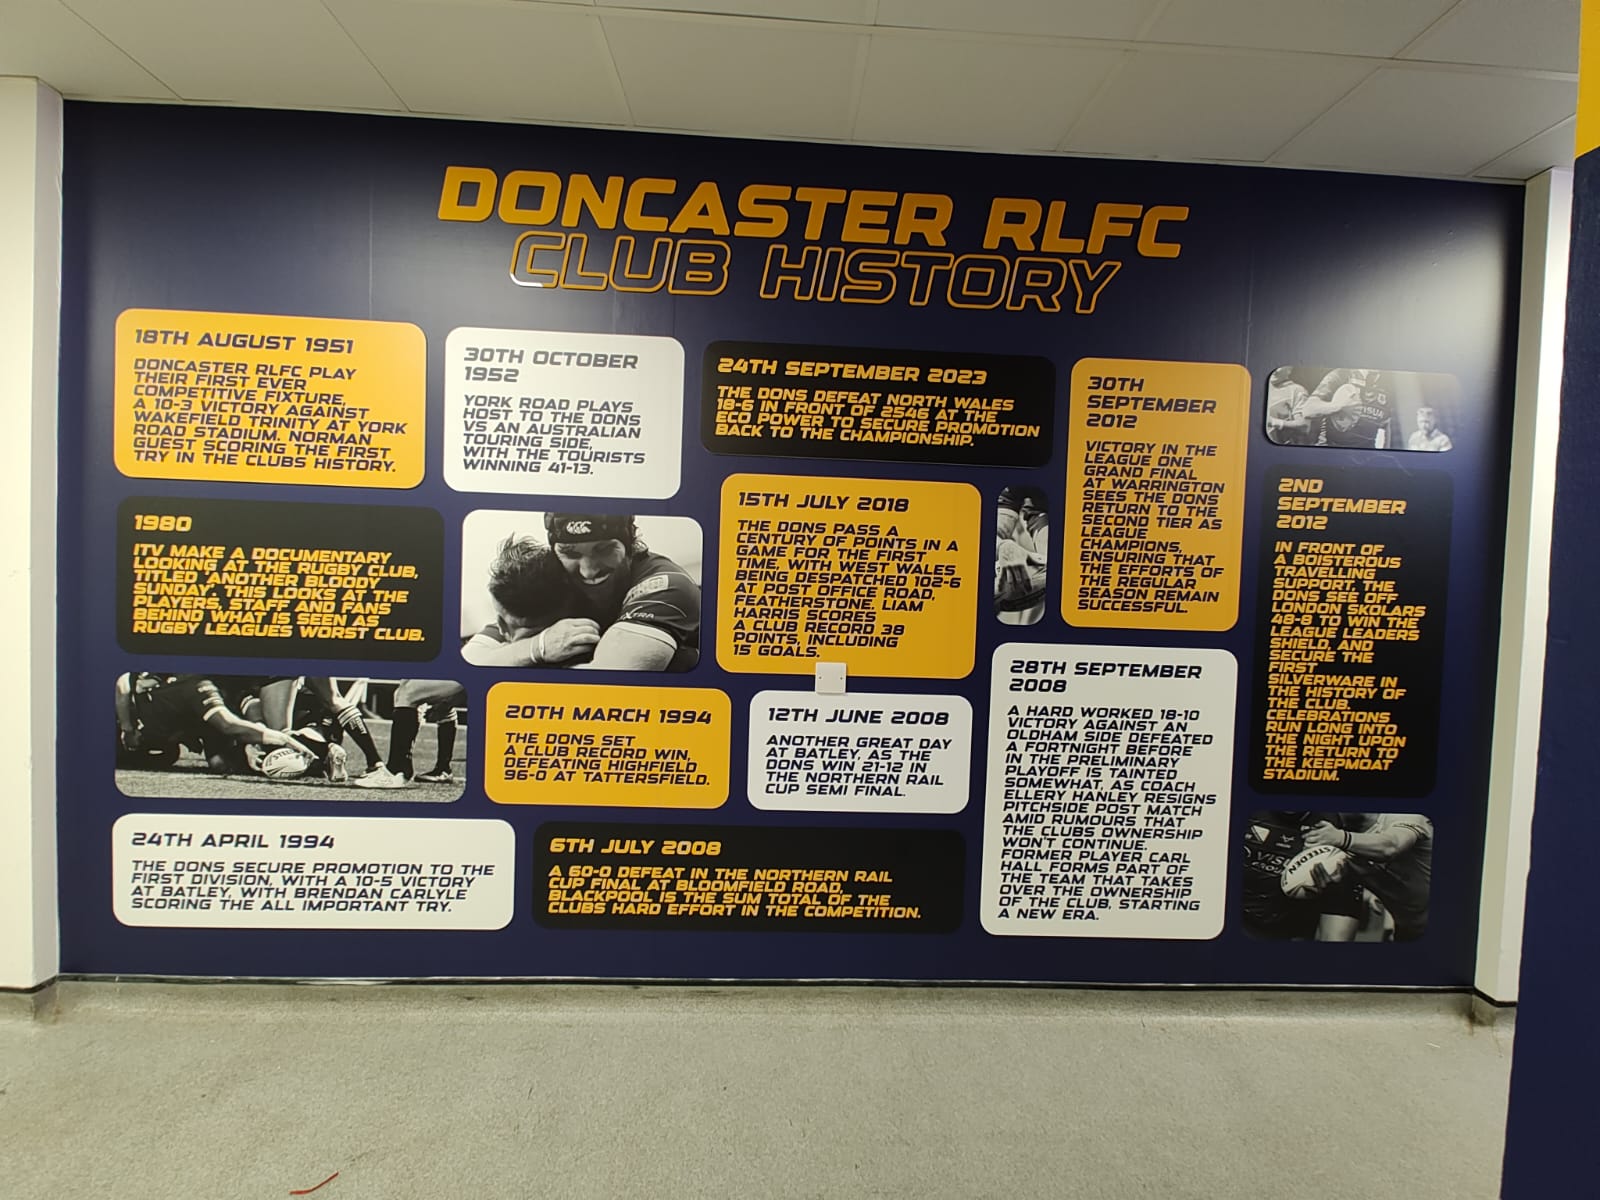 DONCASTER RLFC
CLUB HISTORY
18TH AUGUST 1951
DONCASTER RLFC PLAY
THEIR FIRST EVER
COMPETITIVE FIXTURE,
A 10-3 VICTORY AGAINST
WAKEFIELD TRINITY AT YORK
ROAD STADIUM. NORMAN
GUEST SCORING THE FIRST
TRY IN THE CLUBS HISTORY.
30TH OCTOBER
1952
YORK ROAD PLAYS
HOST TO THE DONS
VS AN AUSTRALIAN
TOURING SIDE,
WITH THE TOURISTS
WINNING 41-13.
24TH SEPTEMBER 2023
THE DONS DEFEAT NORTH WALES
18-6 IN FRONT OF 2546 AT THE
ECO POWER TO SECURE PROMOTION
BACK TO THE CHAMPIONSHIP.
30TH
SEPTEMBER
2012
VICTORY IN THE
LEAGUE ONE
GRAND FINAL
AT WARRINGTON
SEES THE DONS
RETURN TO THE
SECOND TIER AS
LEAGUE
CHAMPIONS,
ENSURING THAT
THE EFFORTS OF
THE REGULAR
SEASON REMAIN
SUCCESSFUL.
1980
ITV MAKE A DOCUMENTARY
LOOKING AT THE RUGBY CLUB,
TITLED 'ANOTHER BLOODY
SUNDAY'. THIS LOOKS AT THE
PLAYERS, STAFF AND FANS
BEHIND WHAT IS SEEN AS
RUGBY LEAGUES WORST CLUB.
15TH JULY 2018
THE DONS PASS A
CENTURY OF POINTS IN A
GAME FOR THE FIRST
TIME, WITH WEST WALES
BEING DESPATCHED 102-6
AT POST OFFICE ROAD,
FEATHERSTONE. LIAM
HARRIS SCORES
A CLUB RECORD 38
POINTS, INCLUDING
15 GOALS.
2ND
SEPTEMBER
2012
IN FRONT OF
A BOISTEROUS
TRAVELLING
SUPPORT, THE
DONS SEE OFF
LONDON SKOLARS
48-8 TO WIN THE
LEAGUE LEADERS
SHIELD, AND
SECURE THE
FIRST
SILVERWARE IN
THE HISTORY OF
THE CLUB.
CELEBRATIONS
RUN LONG INTO
THE NIGHT UPON
THE RETURN TO
THE KEEPMOAT
STADIUM.
20TH MARCH 1994
THE DONS SET
A CLUB RECORD WIN,
DEFEATING HIGHFIELD
96-0 AT TATTERSFIELD.
12TH JUNE 2008
ANOTHER GREAT DAY
AT BATLEY, AS THE
DONS WIN 21-12 IN
THE NORTHERN RAIL
CUP SEMI FINAL.
28TH SEPTEMBER
2008
A HARD WORKED 18-10
VICTORY AGAINST AN
OLDHAM SIDE DEFEATED
A FORTNIGHT BEFORE
IN THE PRELIMINARY
PLAYOFF IS TAINTED
SOMEWHAT, AS COACH
ELLERY HANLEY RESIGNS
PITCHSIDE POST MATCH
AMID RUMOURS THAT
THE CLUBS OWNERSHIP
WON'T CONTINUE.
FORMER PLAYER CARL
HALL FORMS PART OF
THE TEAM THAT TAKES
OVER THE OWNERSHIP
OF THE CLUB, STARTING
A NEW ERA.
24TH APRIL 1994
THE DONS SECURE PROMOTION TO THE
FIRST DIVISION, WITH A 10-5 VICTORY
AT BATLEY, WITH BRENDAN CARLYLE
SCORING THE ALL IMPORTANT TRY.
6TH JULY 2008
A 60-0 DEFEAT IN THE NORTHERN RAIL
CUP FINAL AT BLOOMFIELD ROAD,
BLACKPOOL IS THE SUM TOTAL OF THE
CLUBS HARD EFFORT IN THE COMPETITION.
STEEDEN